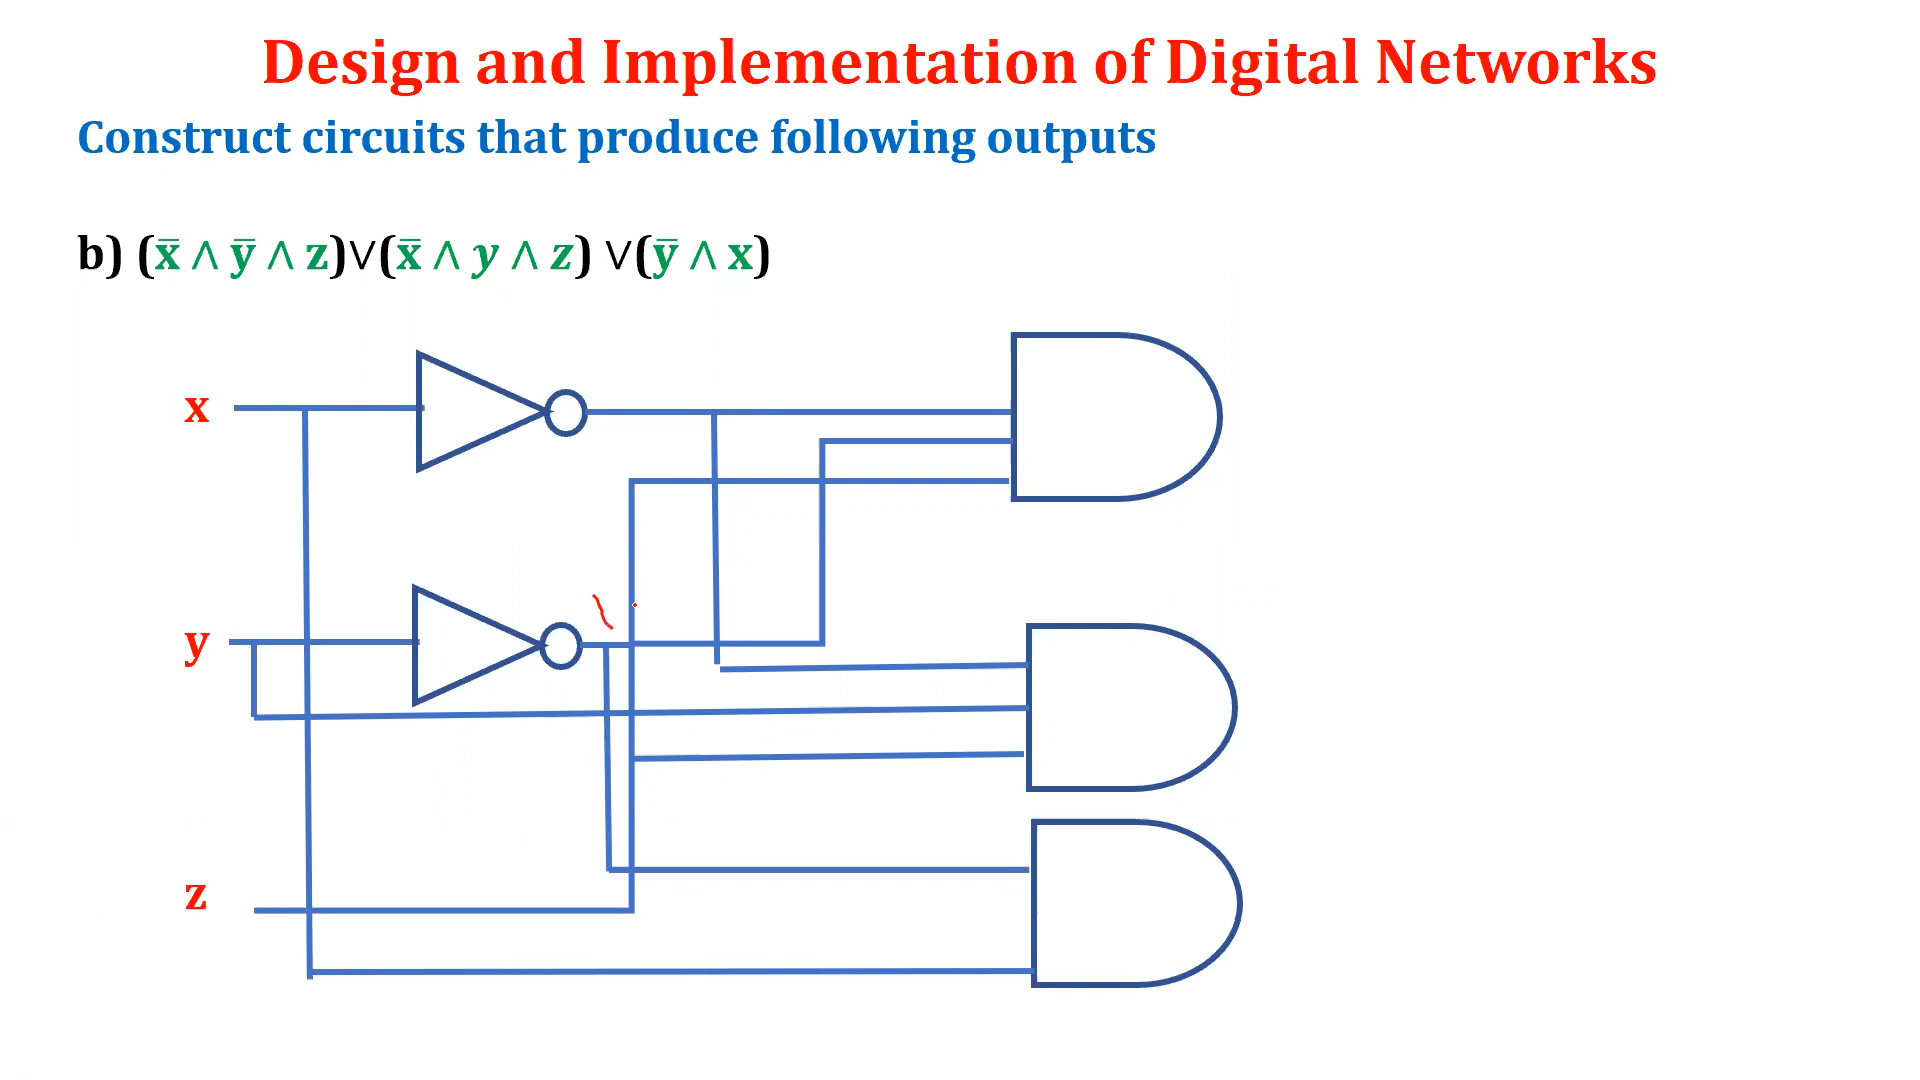 Design and Implementation of Digital Networks
Construct circuits that produce following outputs
b) (x̅ ∧ y̅ ∧ z)∨(x̅ ∧ y ∧ z) ∨(y̅ ∧ x)
x
y
z